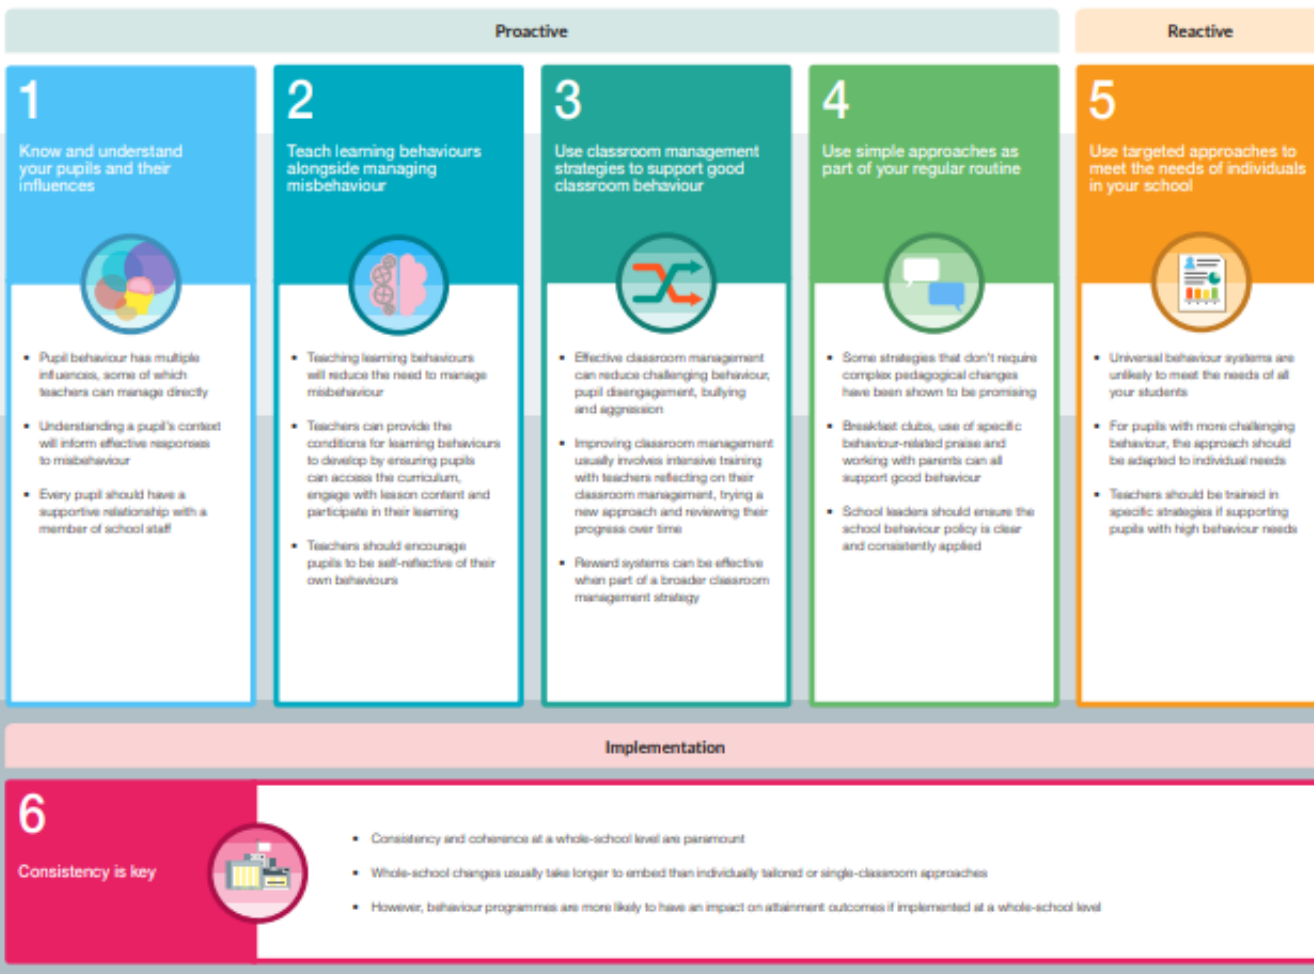 Proactive
Reactive
1
Know and understand
your pupils and their
influences
• Pupil behaviour has multiple
influences, some of which
teachers can manage directly
• Understanding a pupil's context
will inform effective responses
to misbehaviour
• Every pupil should have a
supportive relationship with a
member of school staff
2
Teach learning behaviours
alongside managing
misbehaviour
• Teaching learning behaviours
will reduce the need to manage
misbehaviour
• Teachers can provide the
conditions for learning behaviours
to develop by ensuring pupils
can access the curriculum,
engage with lesson content and
participate in their learning
• Teachers should encourage
pupils to be self-reflective of their
own behaviours
3
Use classroom management
strategies to support good
classroom behaviour
• Effective classroom management
can reduce challenging behaviour,
pupil disengagement, bullying
and aggression
• Improving classroom management
usually involves intensive training
with teachers reflecting on their
classroom management, trying a
new approach and reviewing their
progress over time
• Reward systems can be effective
when part of a broader classroom
management strategy
4
Use simple approaches as
part of your regular routine
• Some strategies that don't require
complex pedagogical changes
have been shown to be promising
• Breakfast clubs, use of specific
behaviour-related praise and
working with parents can all
support good behaviour
• School leaders should ensure the
school behaviour policy is clear
and consistently applied
5
Use targeted approaches to
meet the needs of individuals
in your school
• Universal behaviour systems are
unlikely to meet the needs of all
your students
• For pupils with more challenging
behaviour, the approach should
be adapted to individual needs
• Teachers should be trained in
specific strategies if supporting
pupils with high behaviour needs
Implementation
6
Consistency is key
• Consistency and coherence at a whole-school level are paramount
• Whole-school changes usually take longer to embed than individually tailored or single-classroom approaches
• However, behaviour programmes are more likely to have an impact on attainment outcomes if implemented at a whole-school level